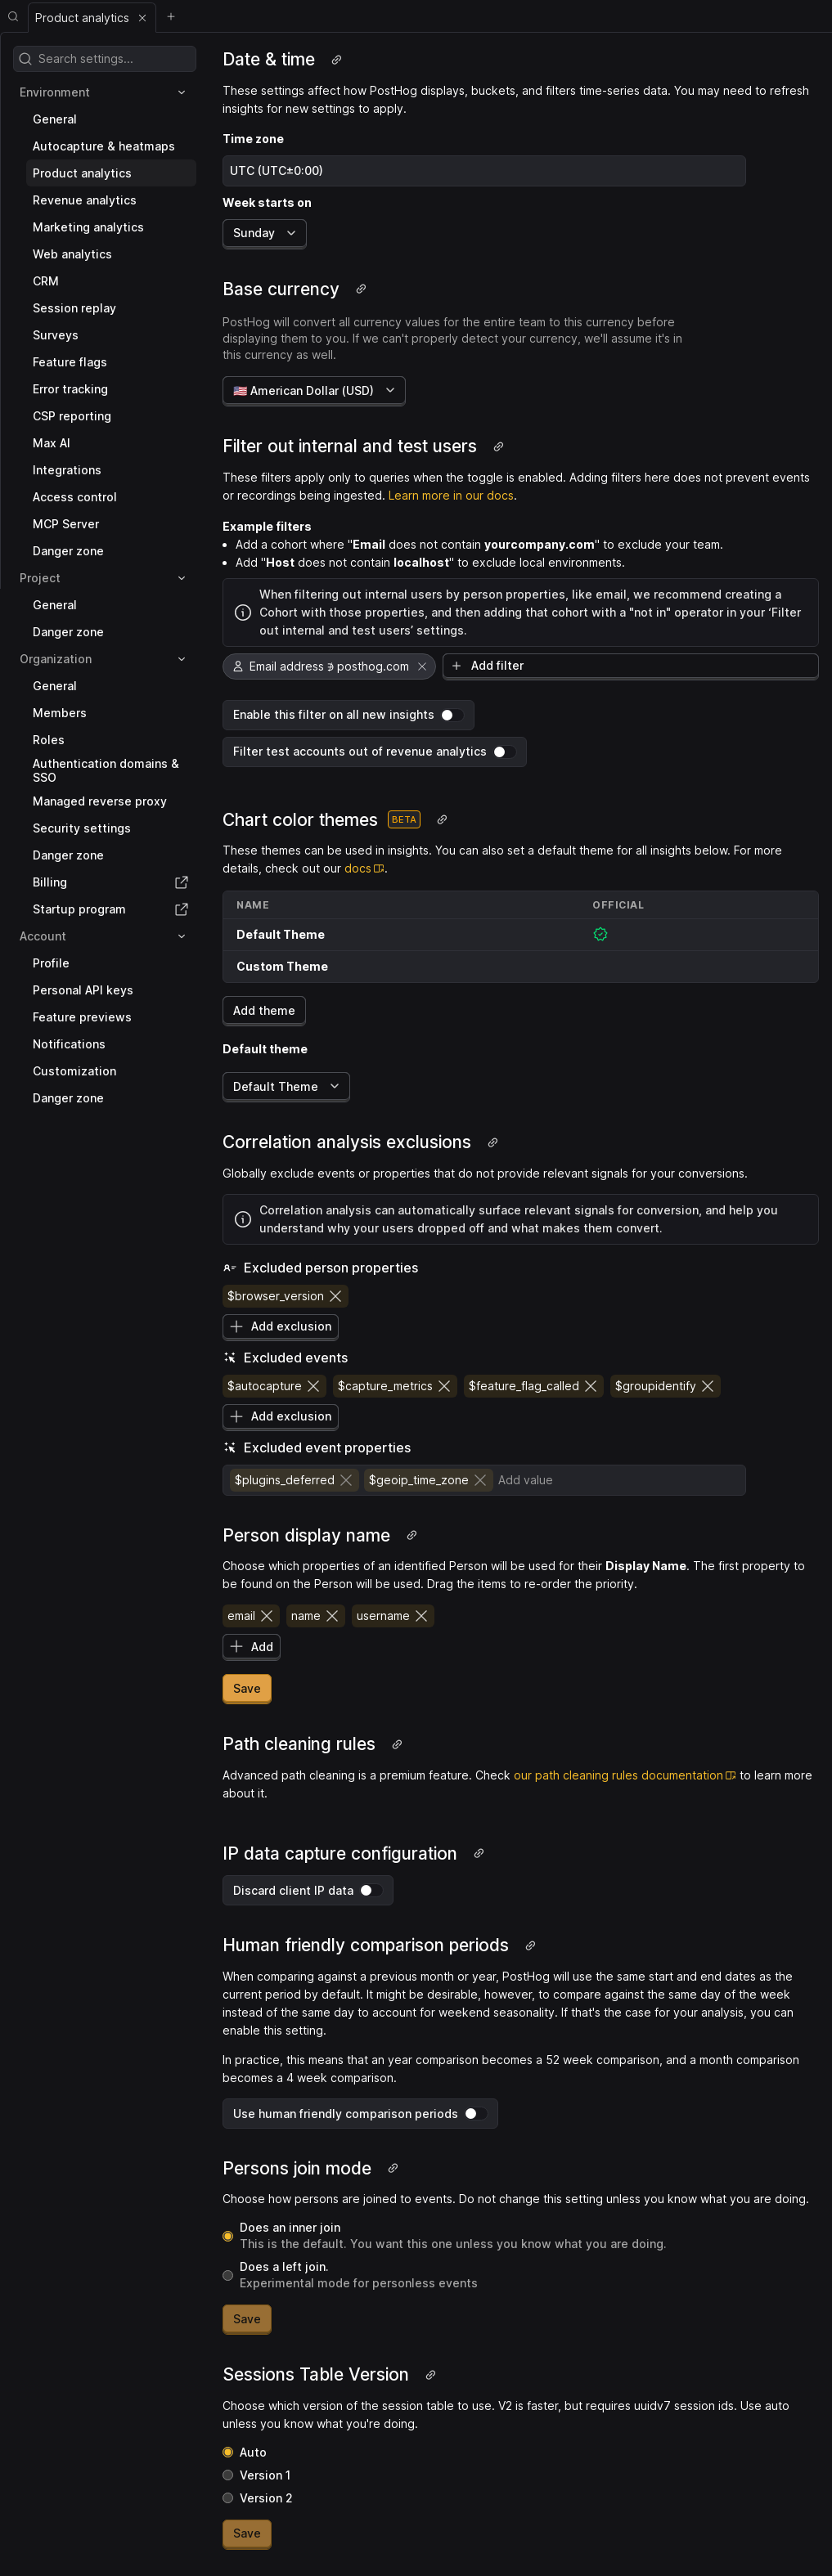 Product analytics
Search settings...
Environment
General
Autocapture & heatmaps
Product analytics
Revenue analytics
Marketing analytics
Web analytics
CRM
Session replay
Surveys
Feature flags
Error tracking
CSP reporting
Max AI
Integrations
Access control
MCP Server
Danger zone
Project
General
Danger zone
Organization
General
Members
Roles
Authentication domains &
SSO
Managed reverse proxy
Security settings
Danger zone
Billing
Startup program
Account
Profile
Personal API keys
Feature previews
Notifications
Customization
Danger zone
Date & time
These settings affect how PostHog displays, buckets, and filters time-series data. You may need to refresh
insights for new settings to apply.
Time zone
UTC (UTC±0:00)
Week starts on
Sunday
Base currency
PostHog will convert all currency values for the entire team to this currency before
displaying them to you. If we can't properly detect your currency, we'll assume it's in
this currency as well.
🇺🇸 American Dollar (USD)
Filter out internal and test users
These filters apply only to queries when the toggle is enabled. Adding filters here does not prevent events
or recordings being ingested. Learn more in our docs.
Example filters
• Add a cohort where "Email does not contain yourcompany.com" to exclude your team.
• Add "Host does not contain localhost" to exclude local environments.
When filtering out internal users by person properties, like email, we recommend creating a
Cohort with those properties, and then adding that cohort with a "not in" operator in your ‘Filter
out internal and test users’ settings.
Email address ∌ posthog.com
Add filter
Enable this filter on all new insights
Filter test accounts out of revenue analytics
Chart color themes BETA
These themes can be used in insights. You can also set a default theme for all insights below. For more
details, check out our docs.
NAME OFFICIAL
Default Theme
Custom Theme
Add theme
Default theme
Default Theme
Correlation analysis exclusions
Globally exclude events or properties that do not provide relevant signals for your conversions.
Correlation analysis can automatically surface relevant signals for conversion, and help you
understand why your users dropped off and what makes them convert.
Excluded person properties
$browser_version
Add exclusion
Excluded events
$autocapture $capture_metrics $feature_flag_called $groupidentify
Add exclusion
Excluded event properties
$plugins_deferred $geoip_time_zone Add value
Person display name
Choose which properties of an identified Person will be used for their Display Name. The first property to
be found on the Person will be used. Drag the items to re-order the priority.
email name username
Add
Save
Path cleaning rules
Advanced path cleaning is a premium feature. Check our path cleaning rules documentation to learn more
about it.
IP data capture configuration
Discard client IP data
Human friendly comparison periods
When comparing against a previous month or year, PostHog will use the same start and end dates as the
current period by default. It might be desirable, however, to compare against the same day of the week
instead of the same day to account for weekend seasonality. If that's the case for your analysis, you can
enable this setting.
In practice, this means that an year comparison becomes a 52 week comparison, and a month comparison
becomes a 4 week comparison.
Use human friendly comparison periods
Persons join mode
Choose how persons are joined to events. Do not change this setting unless you know what you are doing.
Does an inner join
This is the default. You want this one unless you know what you are doing.
Does a left join.
Experimental mode for personless events
Save
Sessions Table Version
Choose which version of the session table to use. V2 is faster, but requires uuidv7 session ids. Use auto
unless you know what you're doing.
Auto
Version 1
Version 2
Save